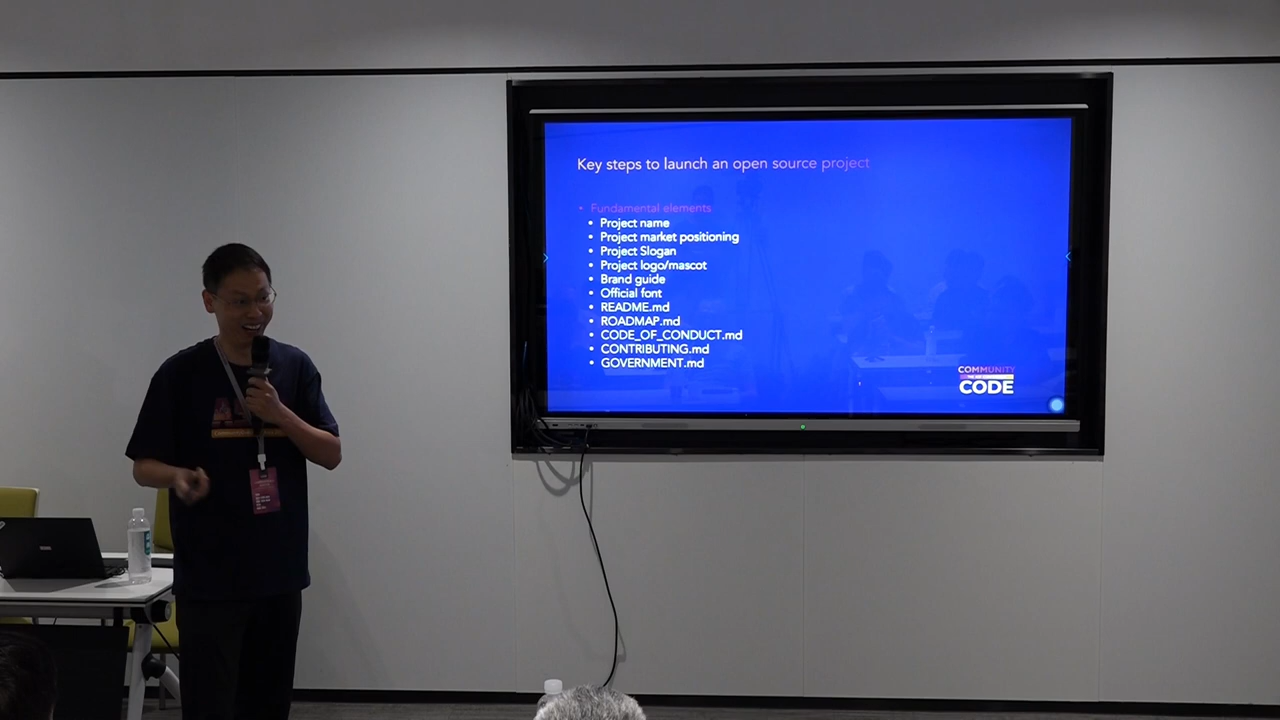 Key steps to launch an open source project
• Fundamental elements
• Project name
• Project market positioning
• Project Slogan
• Project logo/mascot
• Brand guide
• Official font
• README.md
• ROADMAP.md
• CODE_OF_CONDUCT.md
• CONTRIBUTING.md
• GOVERNMENT.md
COMMUNITY
CODE